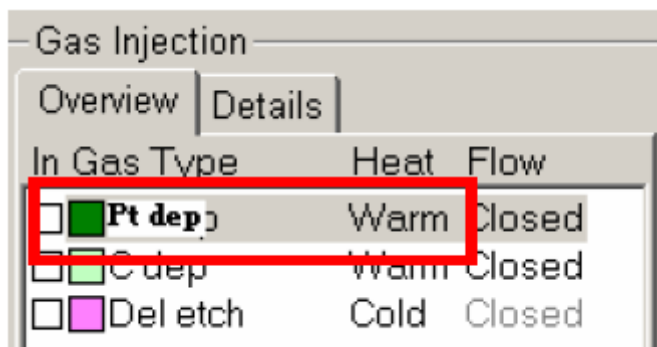 Gas Injection
Overview Details
In Gas Type Heat Flow
Pt dep Warm Closed
C dep Warm Closed
Del etch Cold Closed